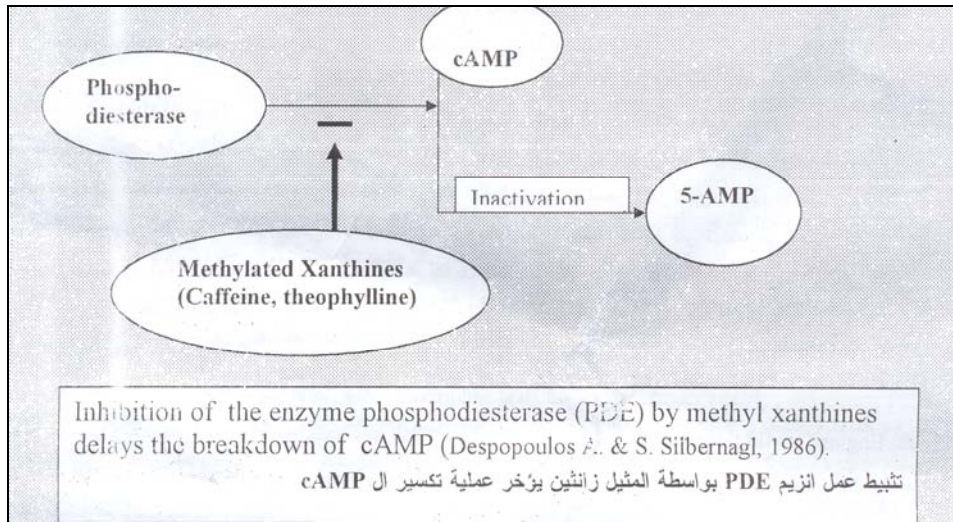 cAMP
Phospho-
diesterase
Inactivation
5-AMP
Methylated Xanthines
(Caffeine, theophylline)
Inhibition of the enzyme phosphodiesterase (PDE) by methyl xanthines
delays the breakdown of cAMP (Despopoulos A. & S. Silbernagl, 1986).
تثبيط عمل انزيم PDE بواسطة المثيل زانثين يؤخر عملية تكسير ال cAMP